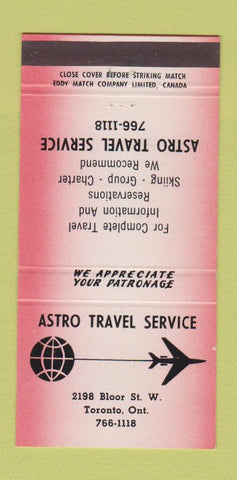 CLOSE COVER BEFORE STRIKING MATCH
EDDY MATCH COMPANY LIMITED, CANADA
For Complete Travel
Information And
Reservations
Skiing - Group - Charter
We Recommend
ASTRO TRAVEL SERVICE
766-1118
WE APPRECIATE
YOUR PATRONAGE
ASTRO TRAVEL SERVICE
2198 Bloor St. W.
Toronto, Ont.
766-1118